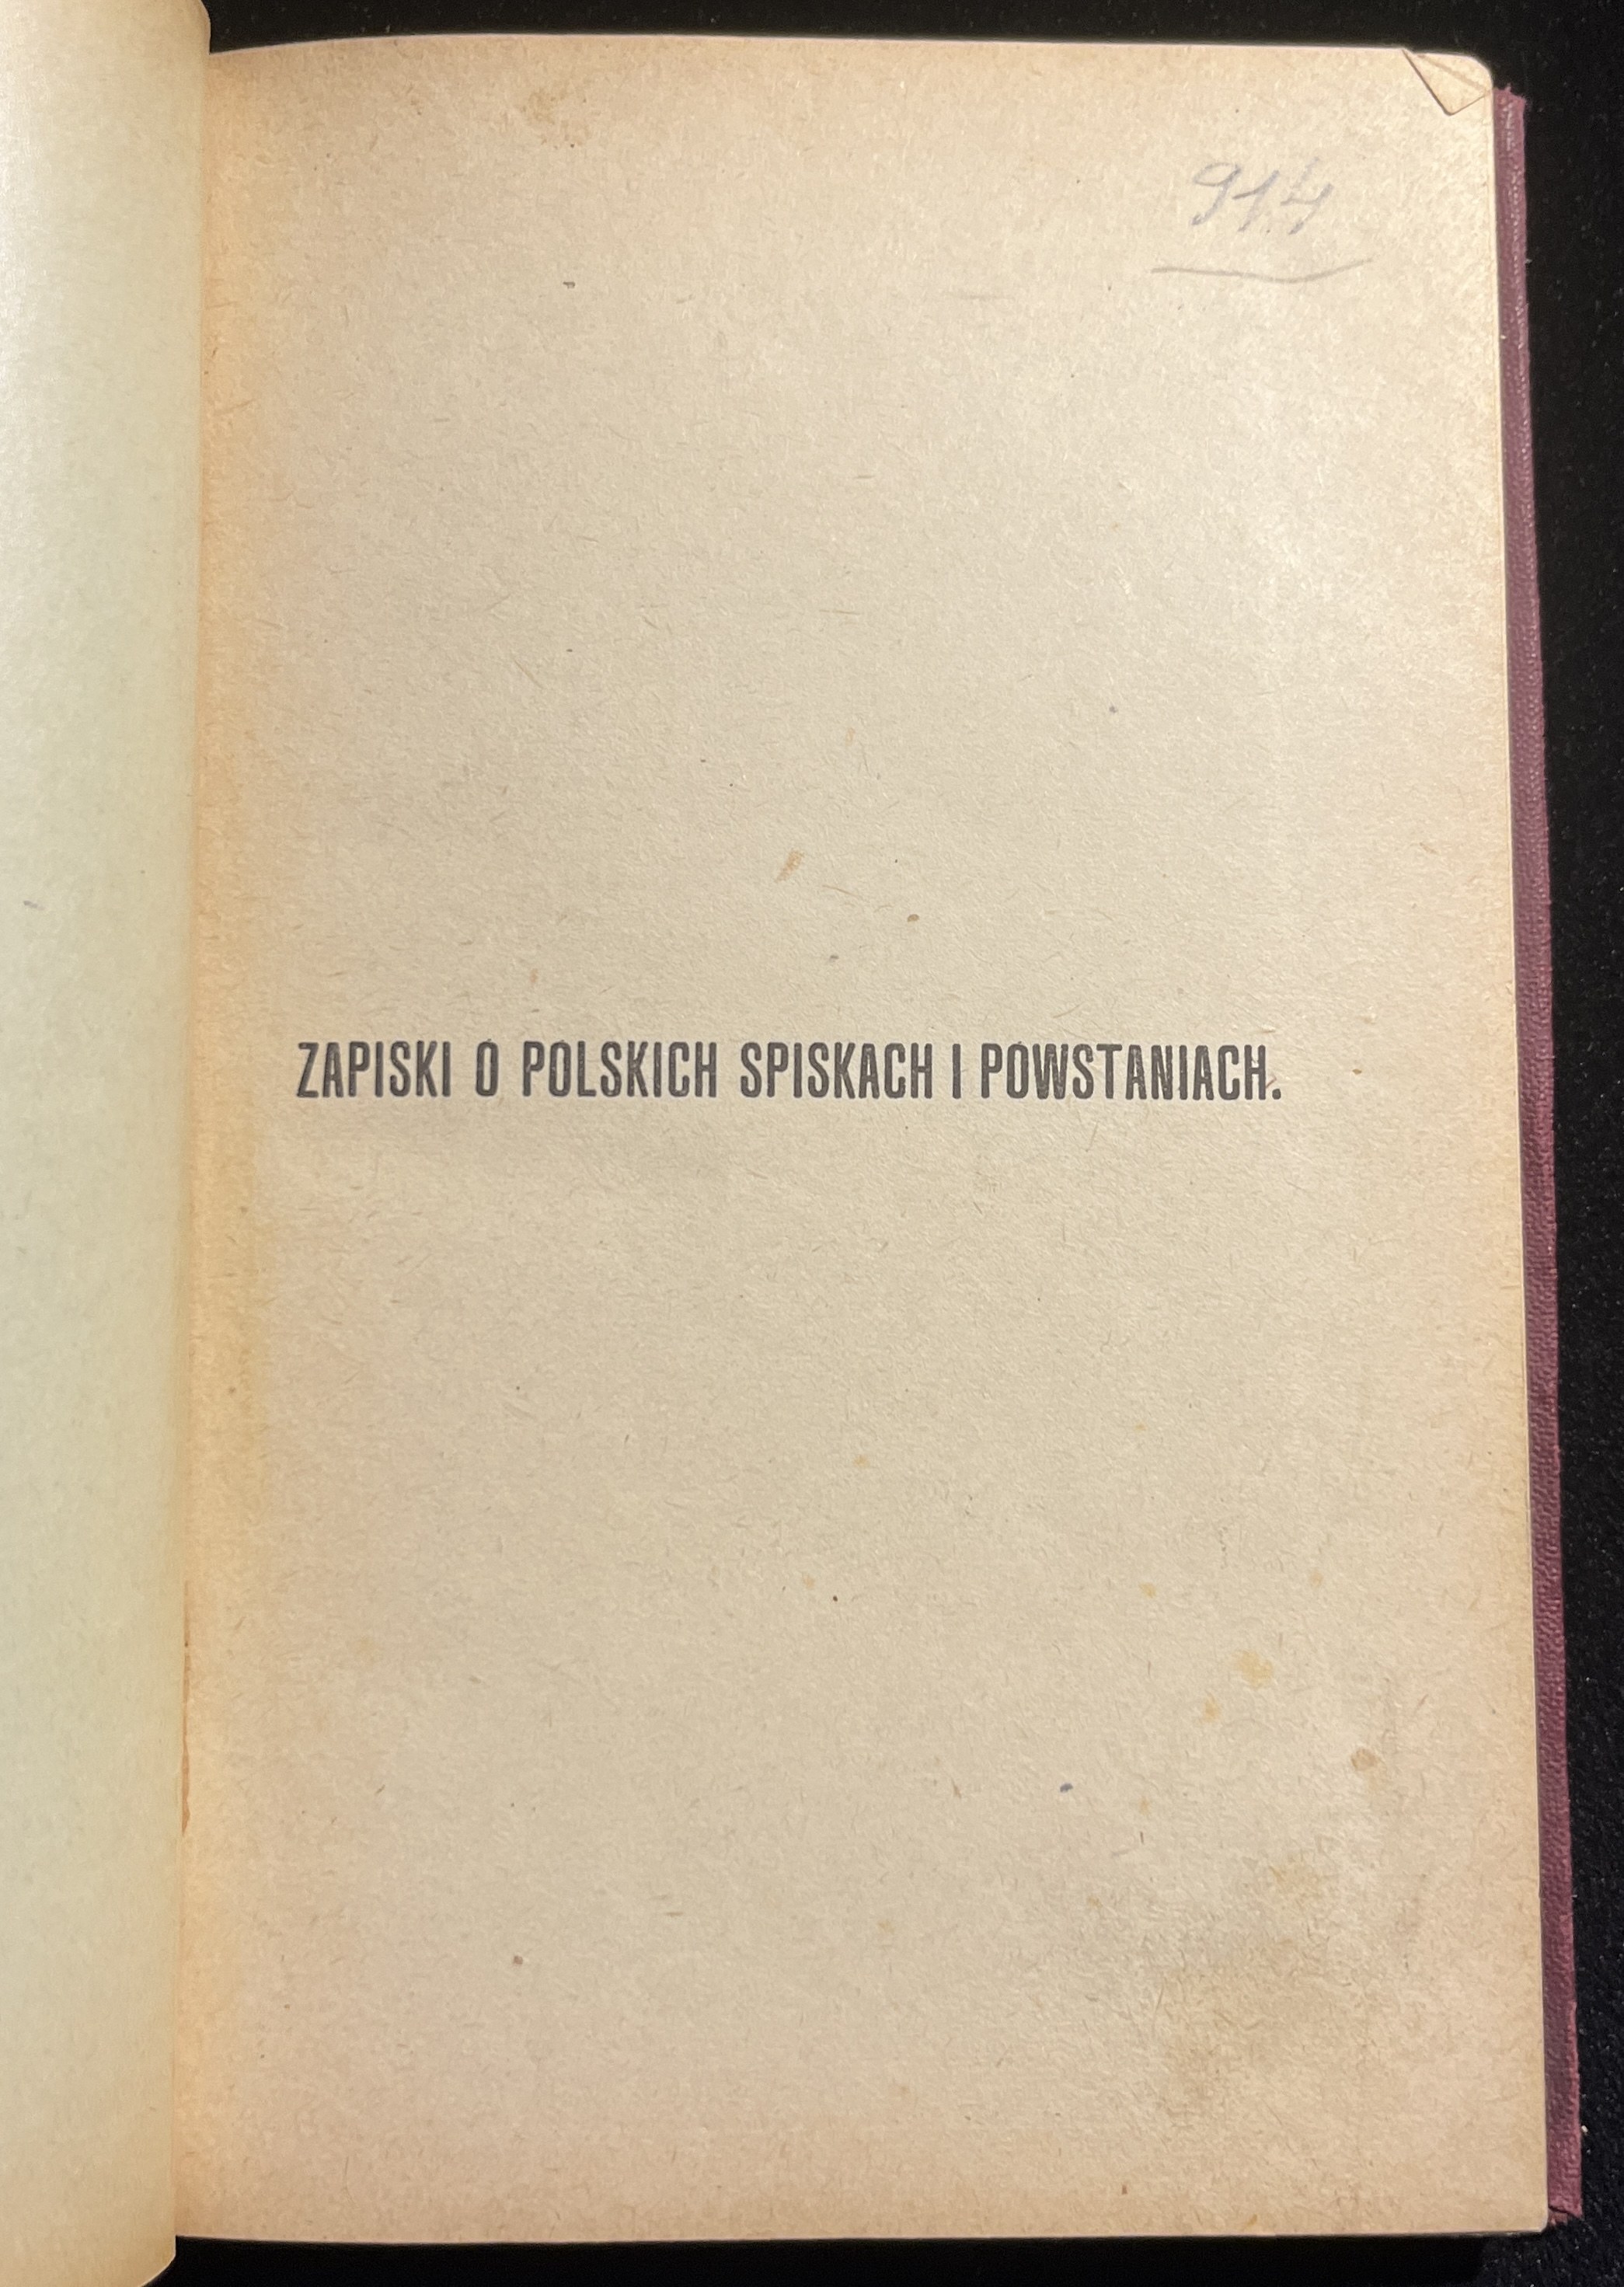 914
ZAPISKI O POLSKICH SPISKACH I POWSTANIACH.